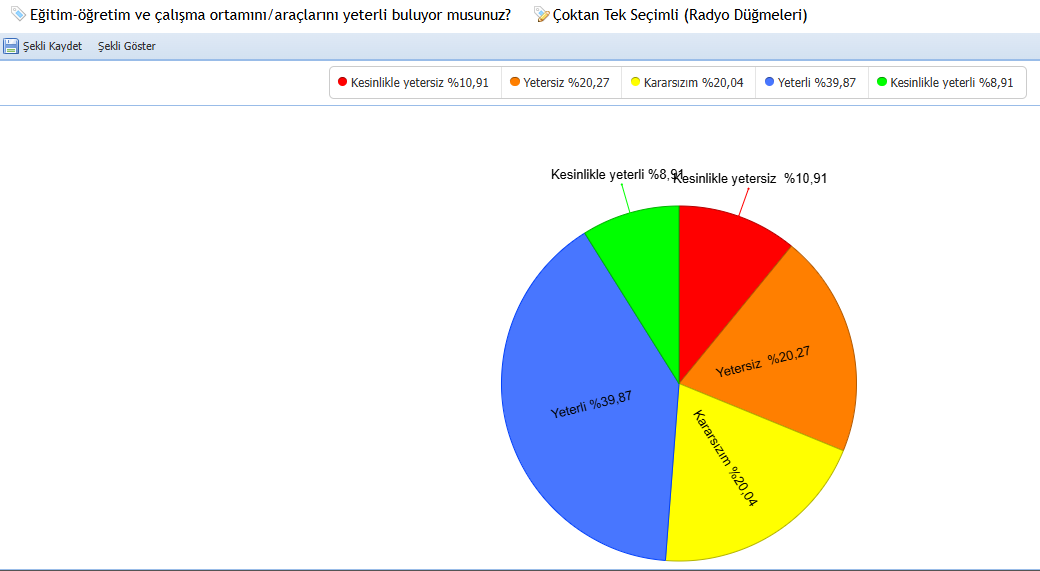 Eğitim-öğretim ve çalışma ortamını/araçlarını yeterli buluyor musunuz? Çoktan Tek Seçimli (Radyo Düğmeleri)
Şekli Kaydet Şekli Göster
Kesinlikle yetersiz %10,91 Yetersiz %20,27 Kararsızım %20,04 Yeterli %39,87 Kesinlikle yeterli %8,91
Kesinlikle yeterli %8,91
Kesinlikle yetersiz %10,91
Yetersiz %20,27
Yeterli %39,87
Kararsızım %20,04